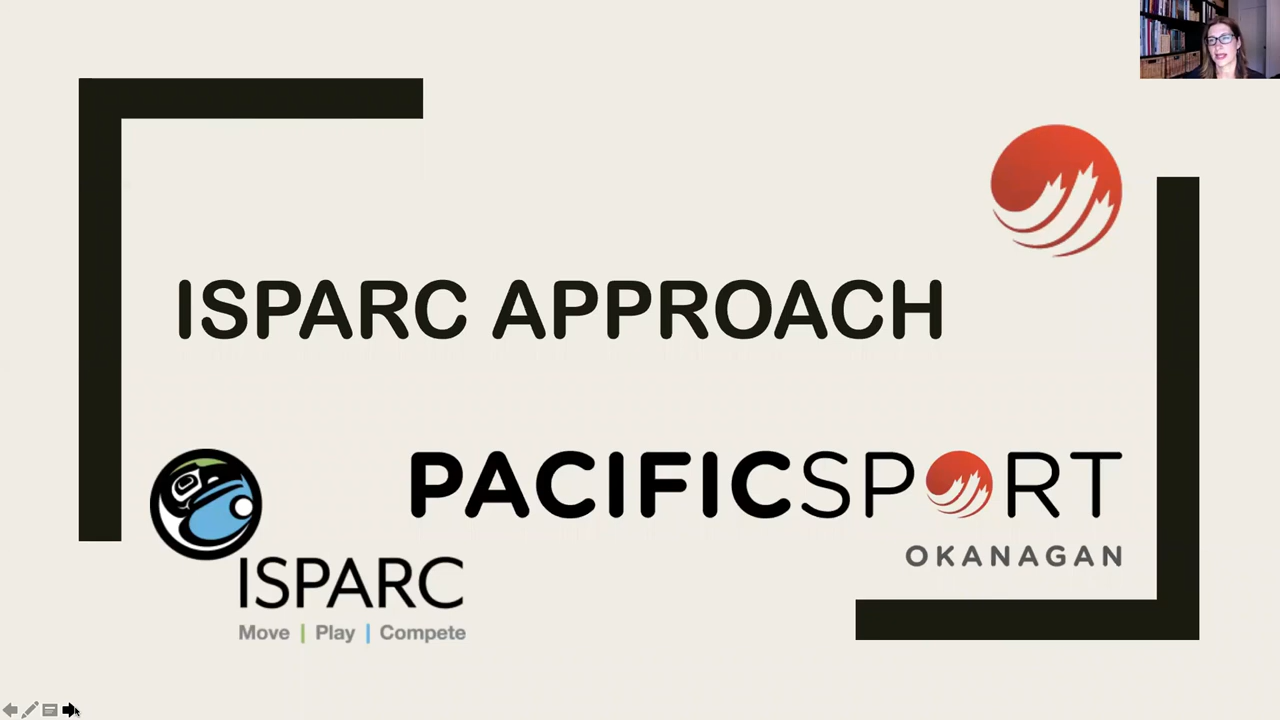 ISPARC APPROACH
PACIFICSPORT
OKANAGAN
ISPARC
Move | Play | Compete